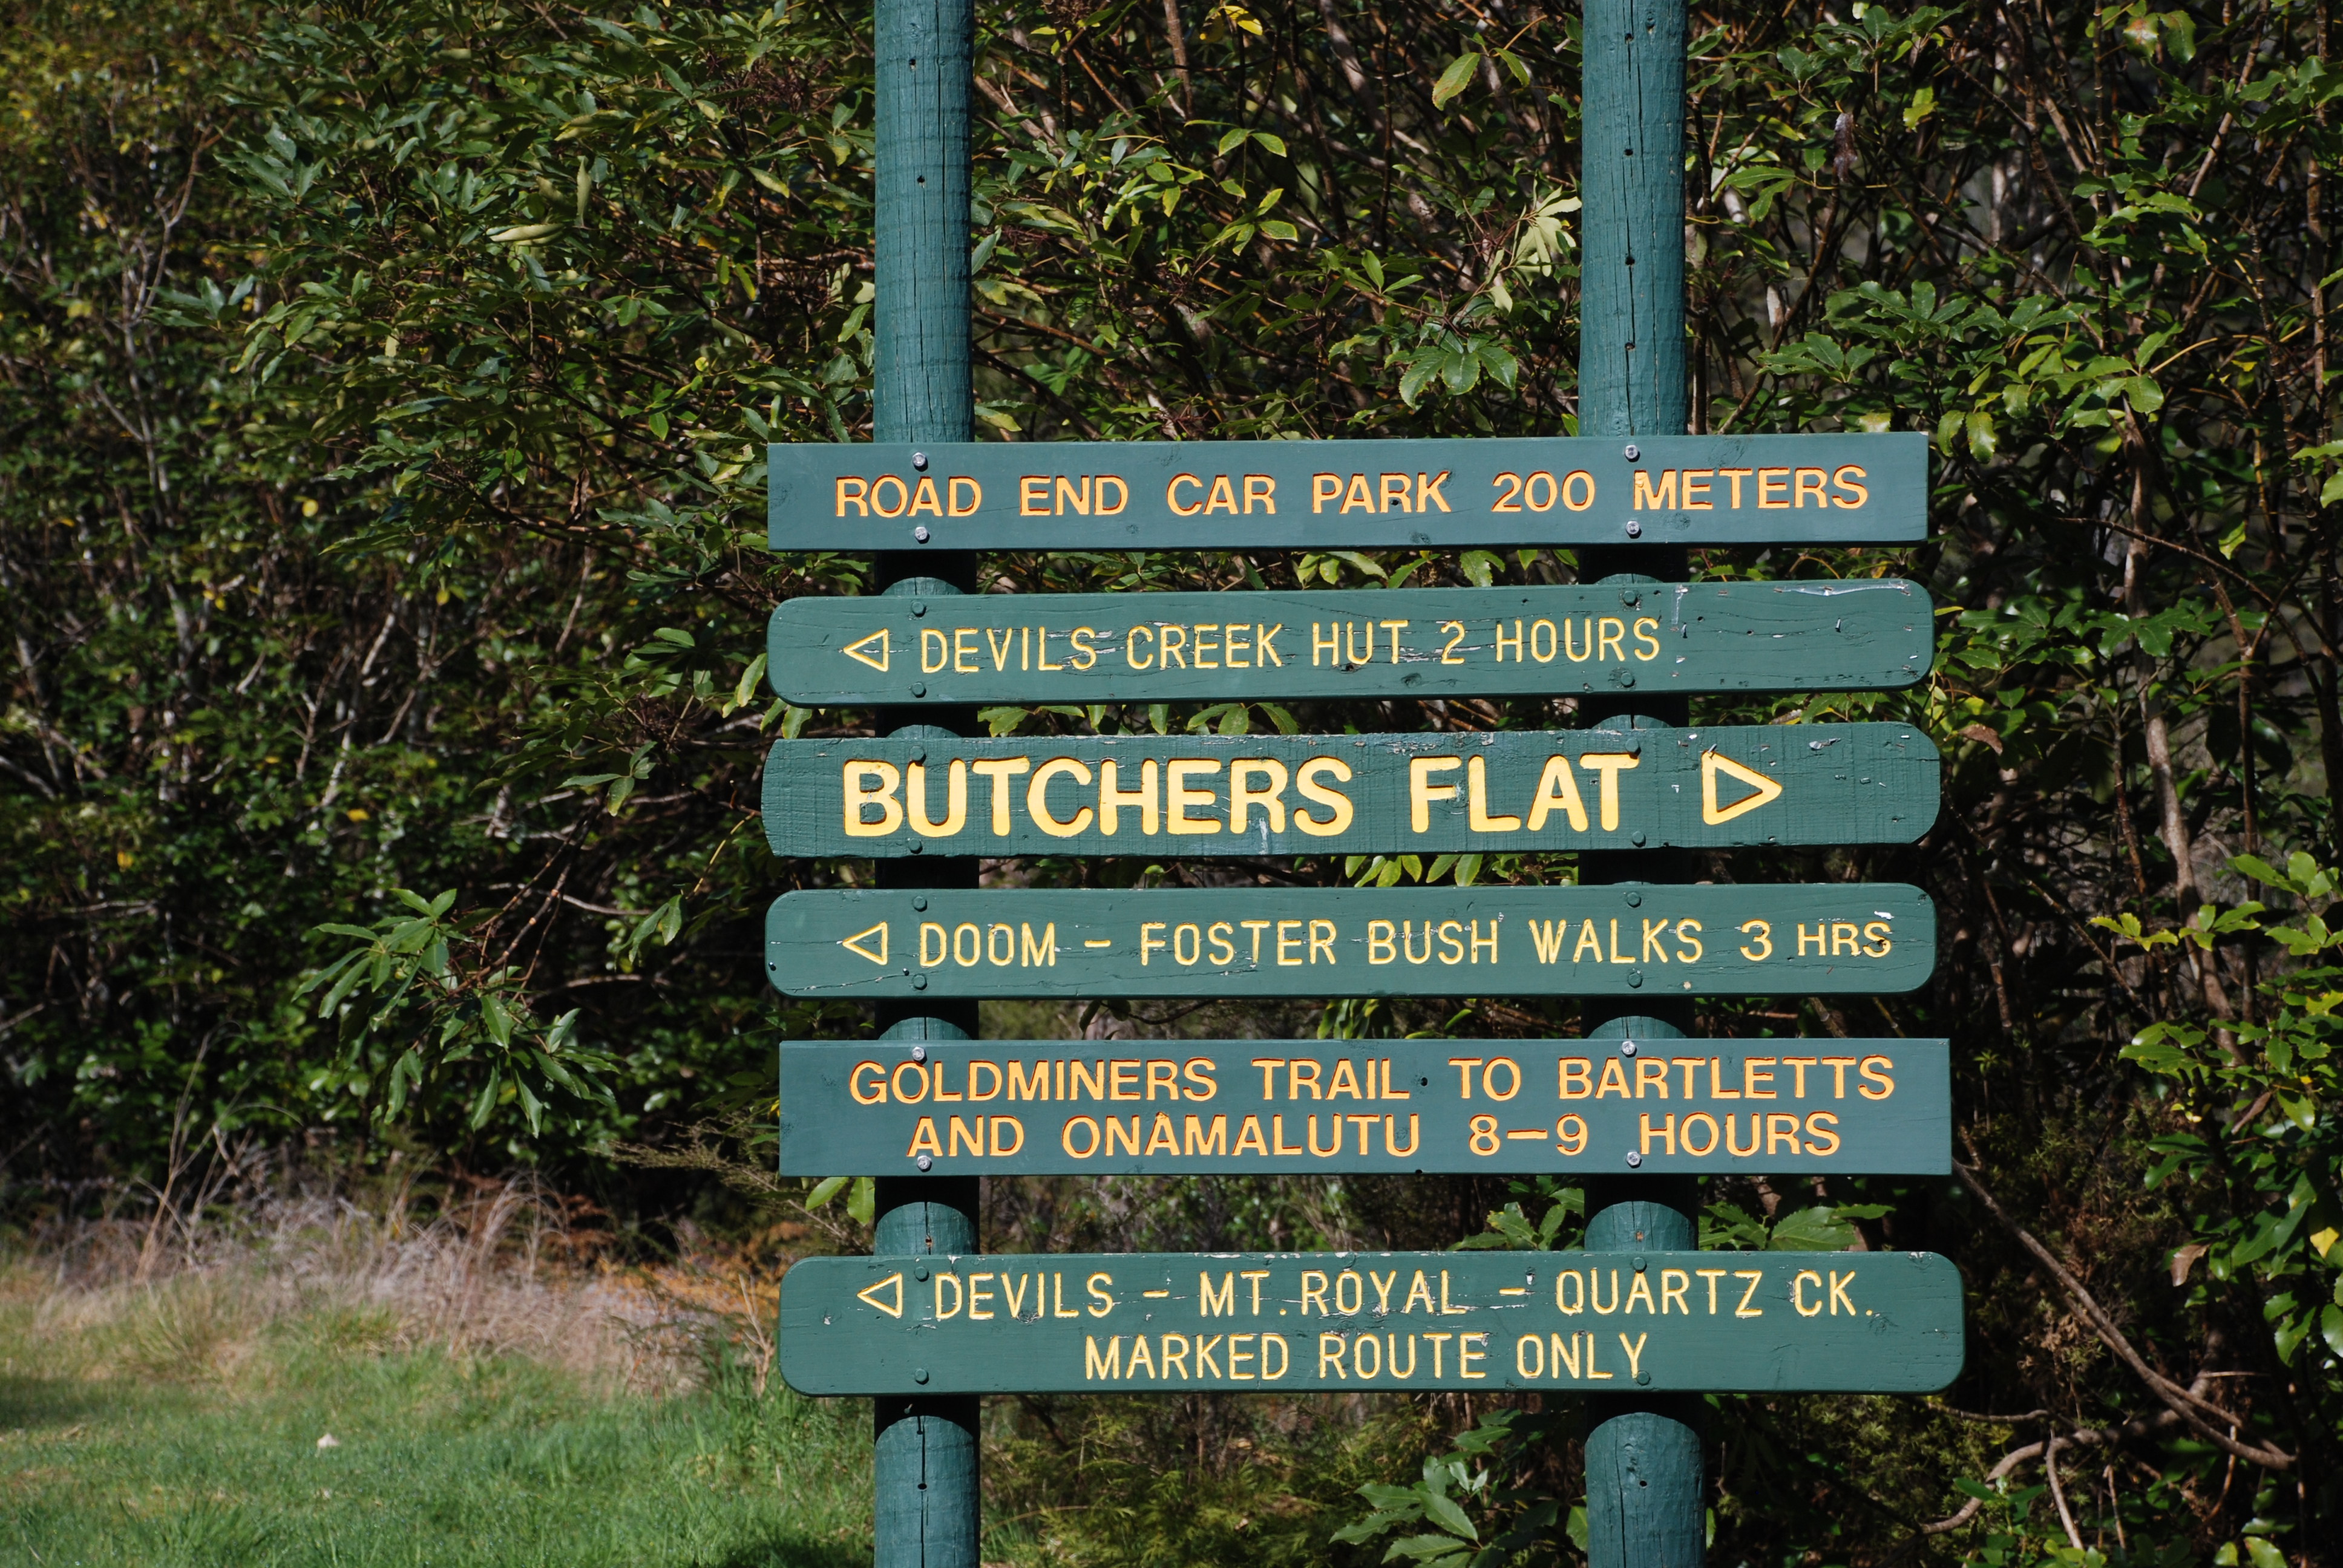 ROAD END CAR PARK 200 METERS
DEVILS CREEK HUT 2 HOURS
BUTCHERS FLAT
DOOM - FOSTER BUSH WALKS 3 HRS
GOLDMINERS TRAIL TO BARTLETTS
AND ONAMALUTU 8-9 HOURS
DEVILS - MT. ROYAL - QUARTZ CK.
MARKED ROUTE ONLY